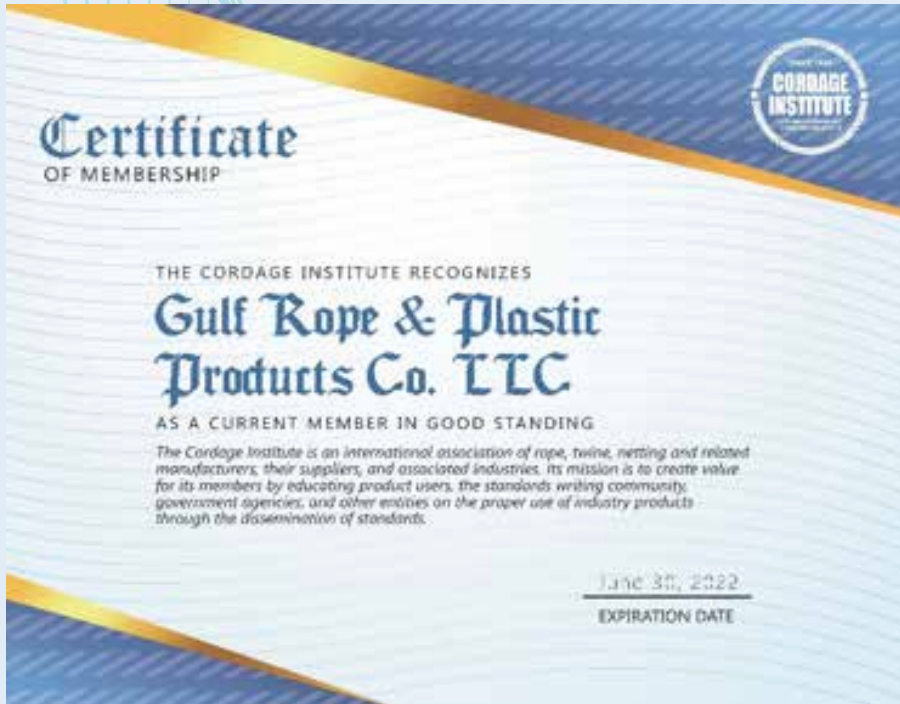 CORDAGE
INSTITUTE
Certificate
OF MEMBERSHIP
THE CORDAGE INSTITUTE RECOGNIZES
Gulf Rope & Plastic
Products Co. LLC
AS A CURRENT MEMBER IN GOOD STANDING
The Cordage Institute is an international association of rope, twine, netting and related
manufacturers, their suppliers, and associated industries. Its mission is to create value
for its members by educating product users, the standards writing community,
government agencies, and other entities on the proper use of industry products
through the dissemination of standards.
June 30, 2022
EXPIRATION DATE